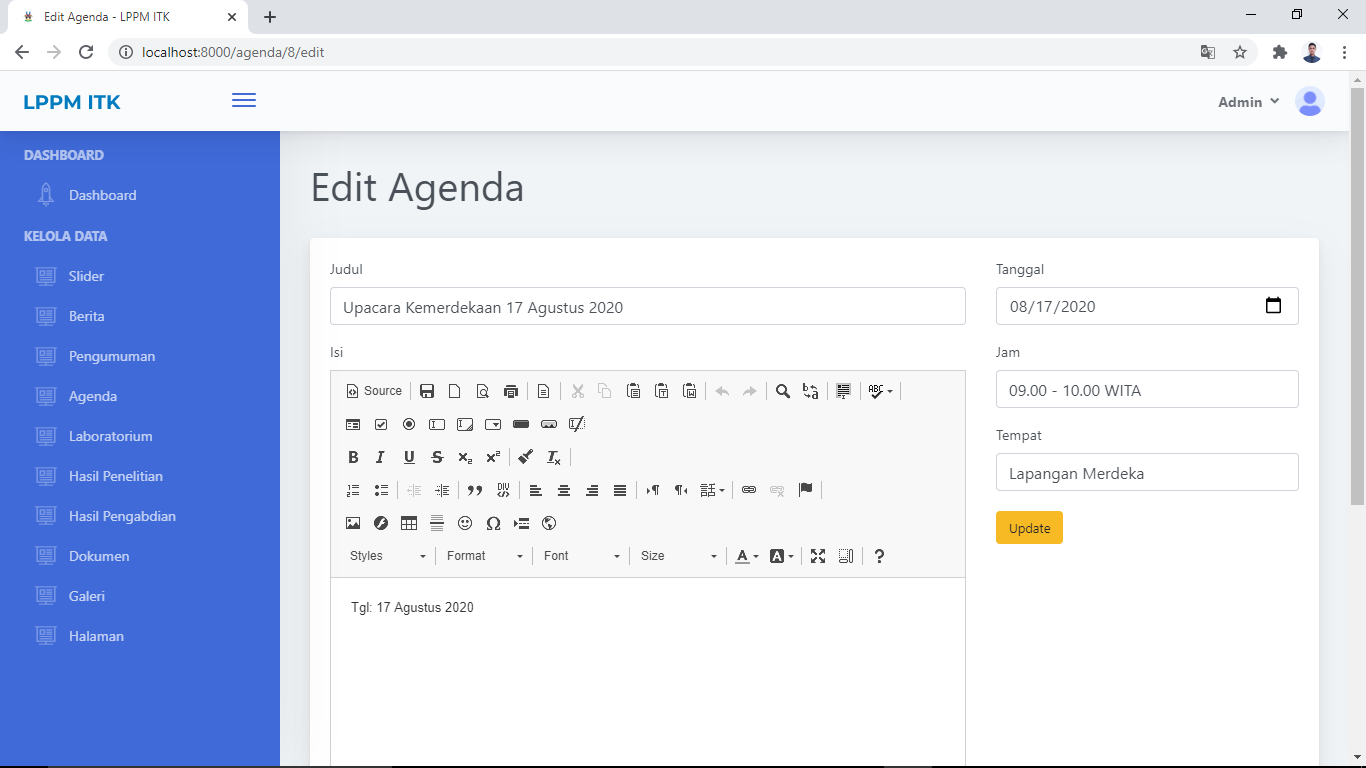 Edit Agenda - LPPM ITK
localhost:8000/agenda/8/edit
LPPM ITK
Admin
DASHBOARD
Dashboard
KELOLA DATA
Slider
Berita
Pengumuman
Agenda
Laboratorium
Hasil Penelitian
Hasil Pengabdian
Dokumen
Galeri
Halaman
Edit Agenda
Judul
Upacara Kemerdekaan 17 Agustus 2020
Isi
Source
Styles Format Font Size
Tgl: 17 Agustus 2020
Tanggal
08/17/2020
Jam
09.00 - 10.00 WITA
Tempat
Lapangan Merdeka
Update